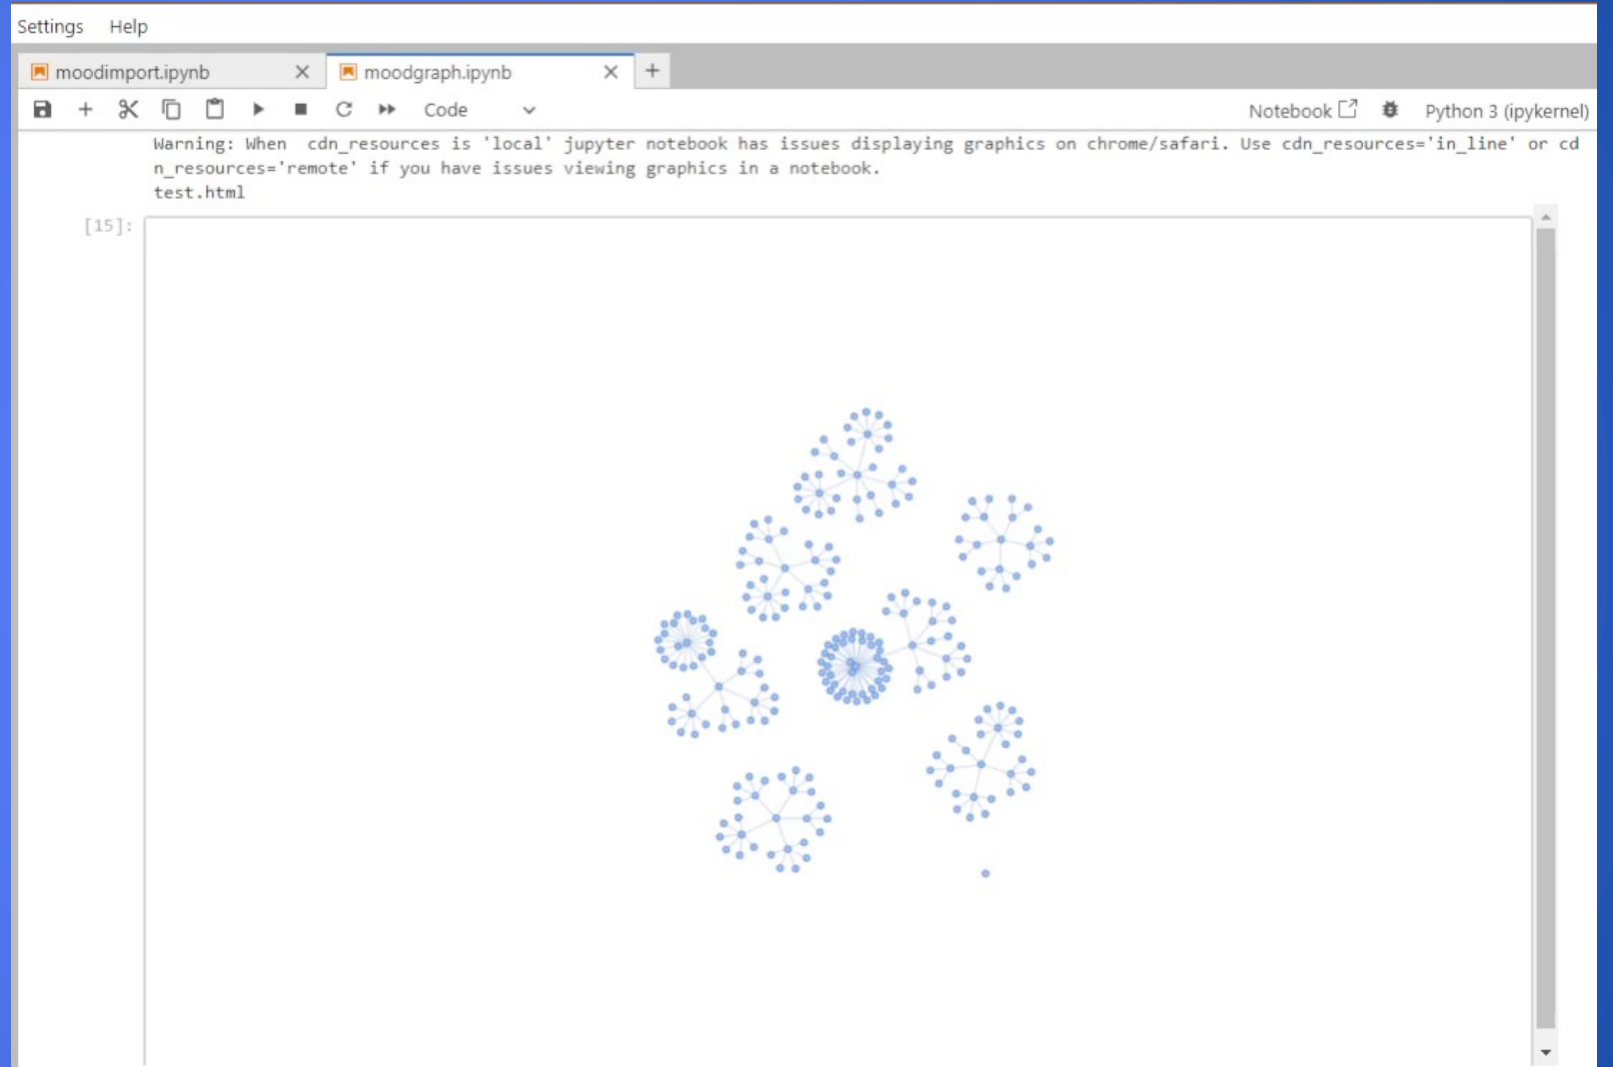 Settings Help
moodimport.ipynb moodgraph.ipynb
Code Notebook Python 3 (ipykernel)
Warning: When  cdn_resources is 'local' jupyter notebook has issues displaying graphics on chrome/safari. Use cdn_resources='in_line' or cd
n_resources='remote' if you have issues viewing graphics in a notebook.
test.html
[15]: